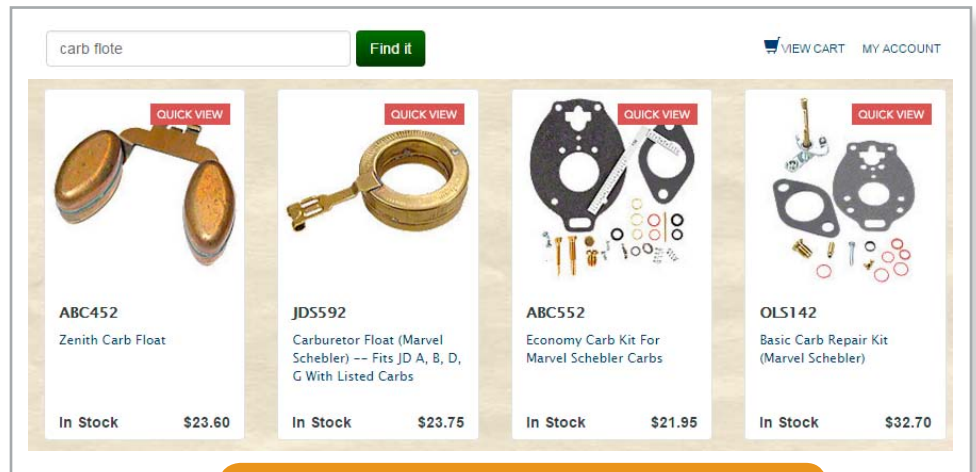 carb flote
Find it
VIEW CART MY ACCOUNT
QUICK VIEW
QUICK VIEW
QUICK VIEW
QUICK VIEW
ABC452
Zenith Carb Float
In Stock $23.60
JDS592
Carburetor Float (Marvel
Schebler) -- Fits JD A, B, D,
G With Listed Carbs
In Stock $23.75
ABC552
Economy Carb Kit For
Marvel Schebler Carbs
In Stock $21.95
OLS142
Basic Carb Repair Kit
(Marvel Schebler)
In Stock $32.70